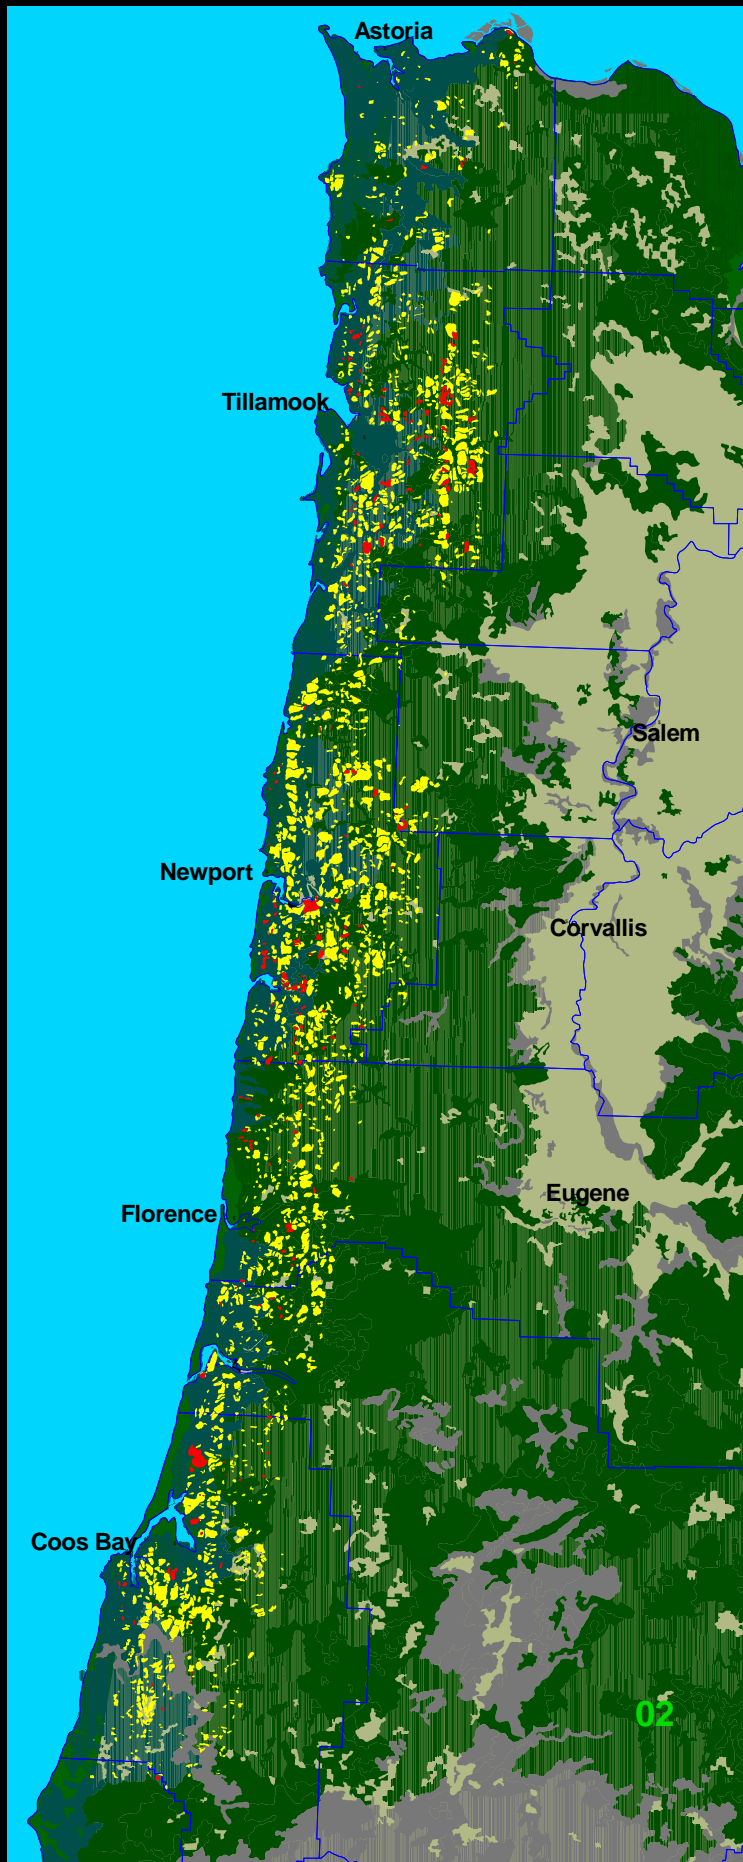 Astoria
Tillamook
Salem
Newport
Corvallis
Eugene
Florence
Coos Bay
02